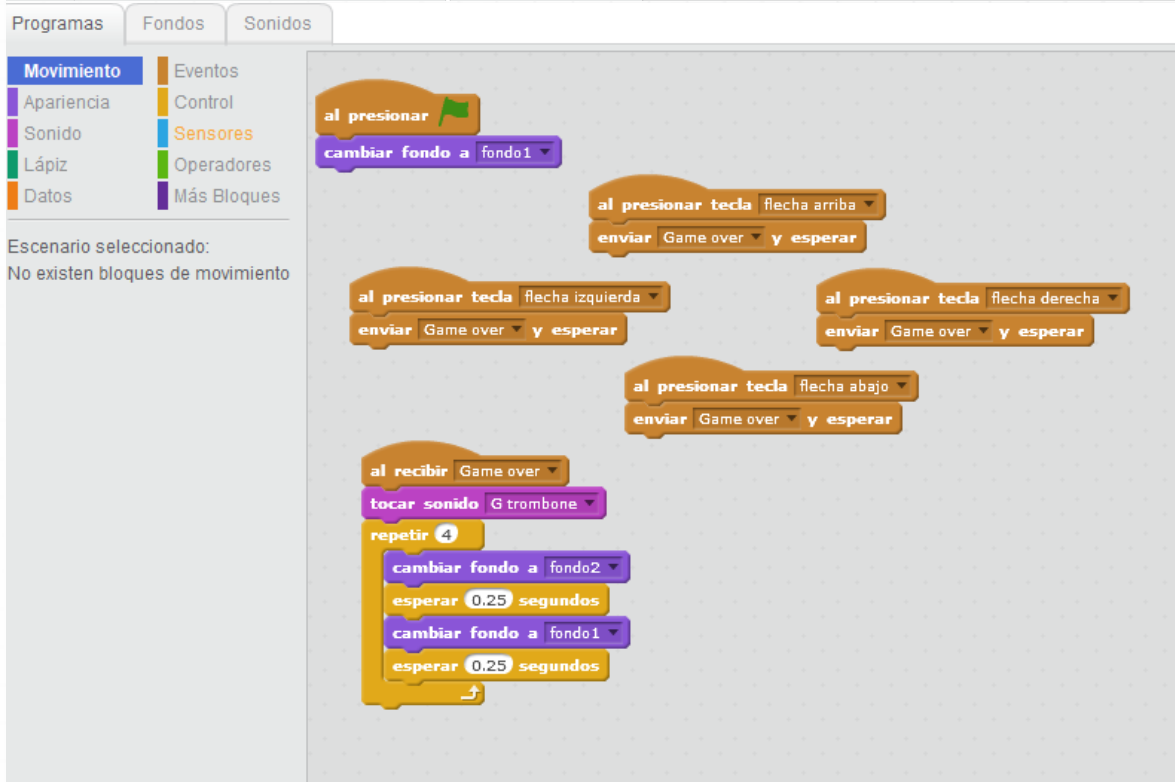 Programas Fondos Sonidos
Movimiento Eventos
Apariencia Control
Sonido Sensores
Lápiz Operadores
Datos Más Bloques
Escenario seleccionado:
No existen bloques de movimiento
al presionar
cambiar fondo a fondo1
al presionar tecla flecha arriba
enviar Game over y esperar
al presionar tecla flecha izquierda
enviar Game over y esperar
al presionar tecla flecha derecha
enviar Game over y esperar
al presionar tecla flecha abajo
enviar Game over y esperar
al recibir Game over
tocar sonido G trombone
repetir 4
cambiar fondo a fondo2
esperar 0.25 segundos
cambiar fondo a fondo1
esperar 0.25 segundos